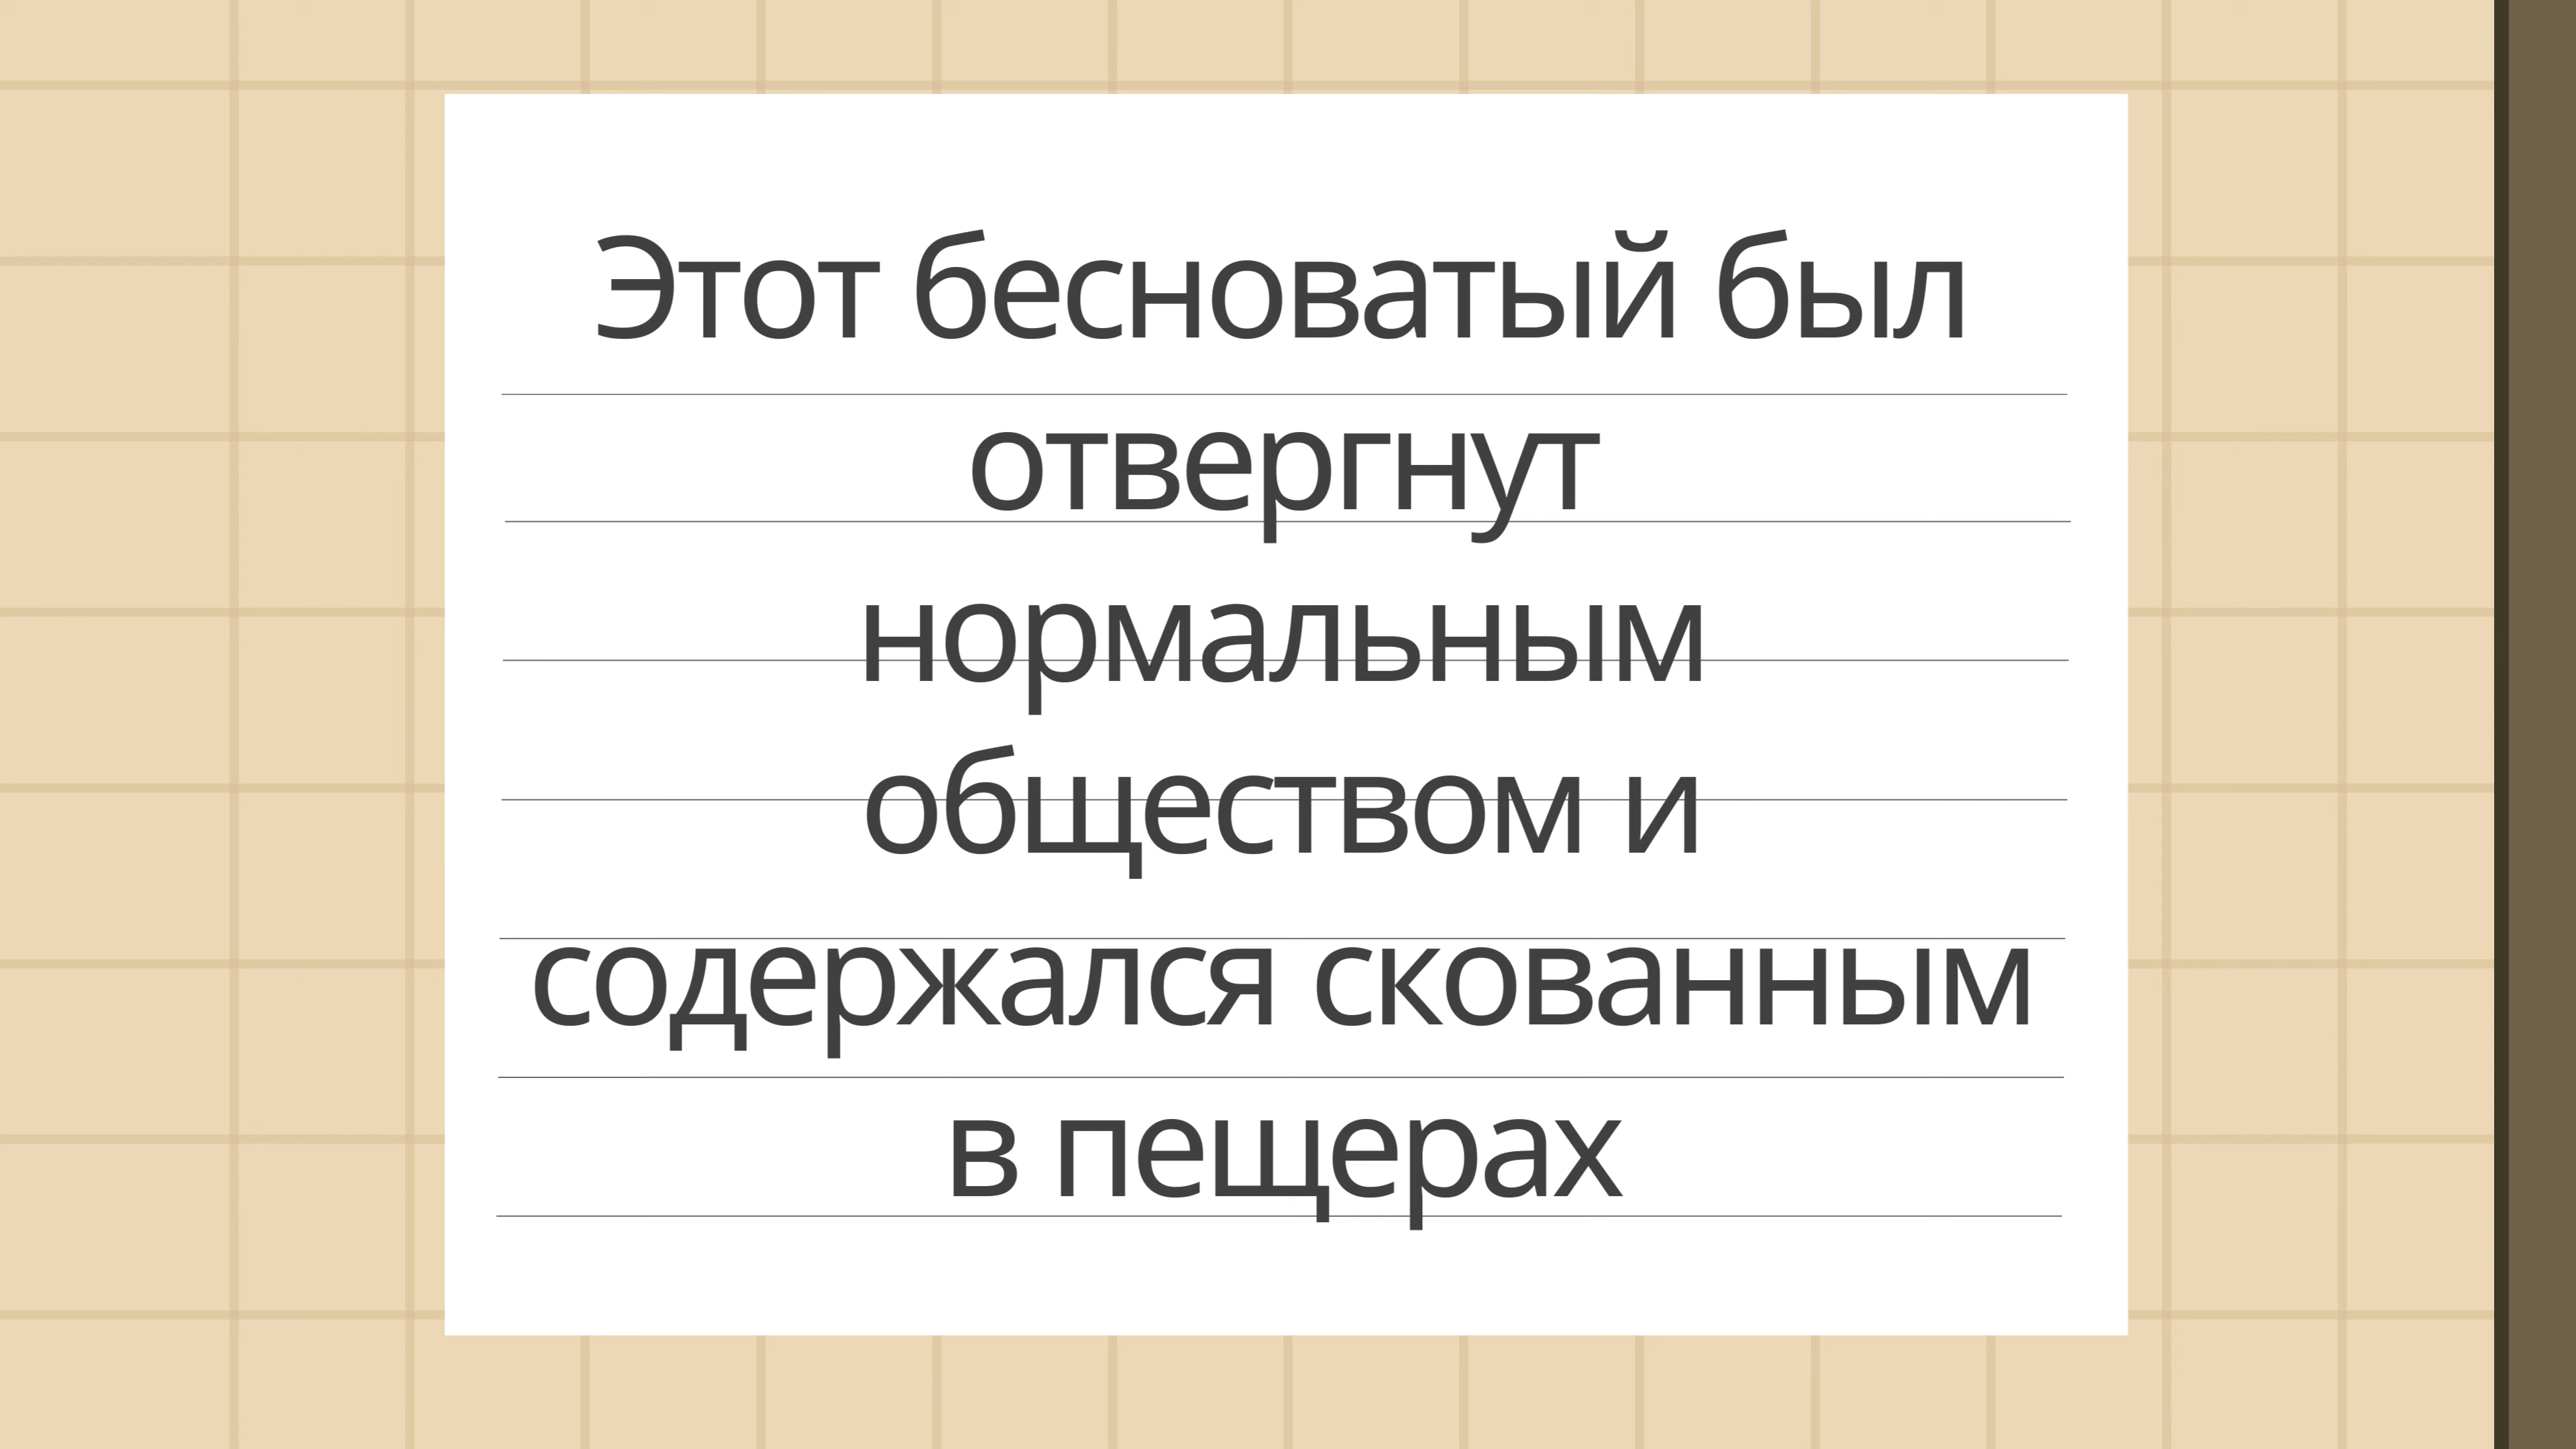 Этот бесноватый был
отвергнут
нормальным
обществом и
содержался скованным
в пещерах